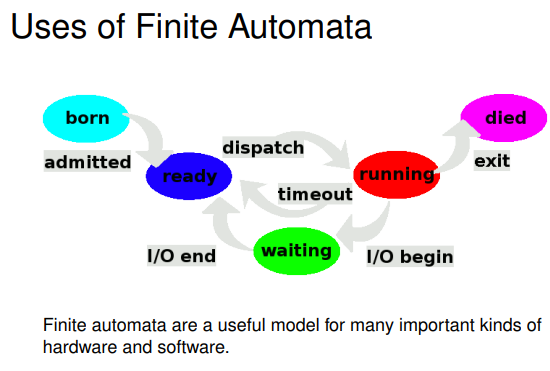 Uses of Finite Automata
born
died
admitted
dispatch
exit
ready
running
timeout
waiting
I/O end
I/O begin
Finite automata are a useful model for many important kinds of
hardware and software.